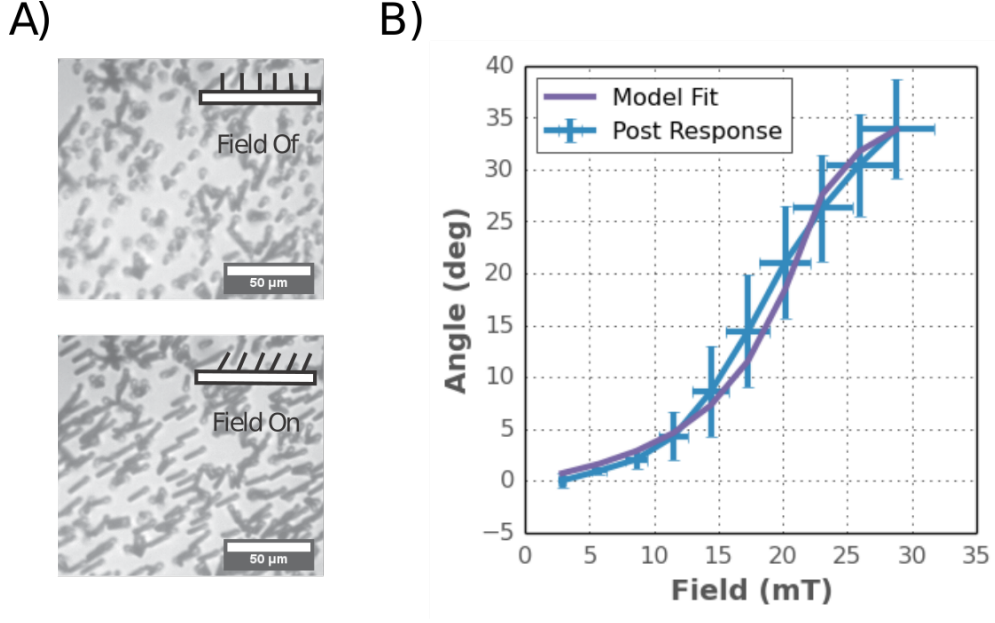 A)
Field Of
50 µm
Field On
50 µm
B)
Model Fit
Post Response
40
35
30
25
20
15
10
5
0
−5
Angle (deg)
0 5 10 15 20 25 30 35
Field (mT)